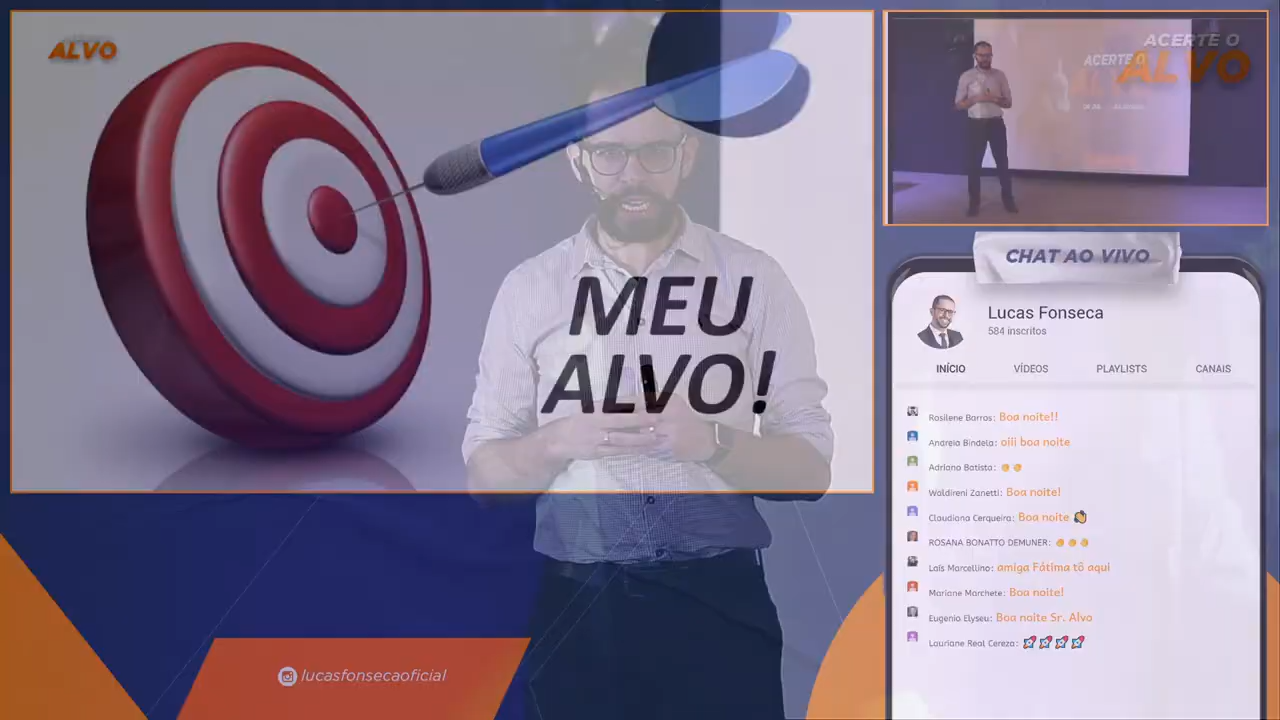 ALVO
MEU
ALVO!
ACERTE O
ALVO
ACERTE O
CHAT AO VIVO
Lucas Fonseca
584 inscritos
INÍCIO VÍDEOS PLAYLISTS CANAIS
Rosilene Barros: Boa noite!!
Andreia Bindela: oiii boa noite
Adriana Batista:
Waldireni Zanetti: Boa noite!
Claudiana Cerqueira: Boa noite
ROSANA BONATTO DEMUNER:
Laís Marcellino: amiga Fátima tô aqui
Mariane Marchete: Boa noite!
Eugenio Elyseu: Boa noite Sr. Alvo
Lauriane Real Cereza:
lucasfonsecaoficial